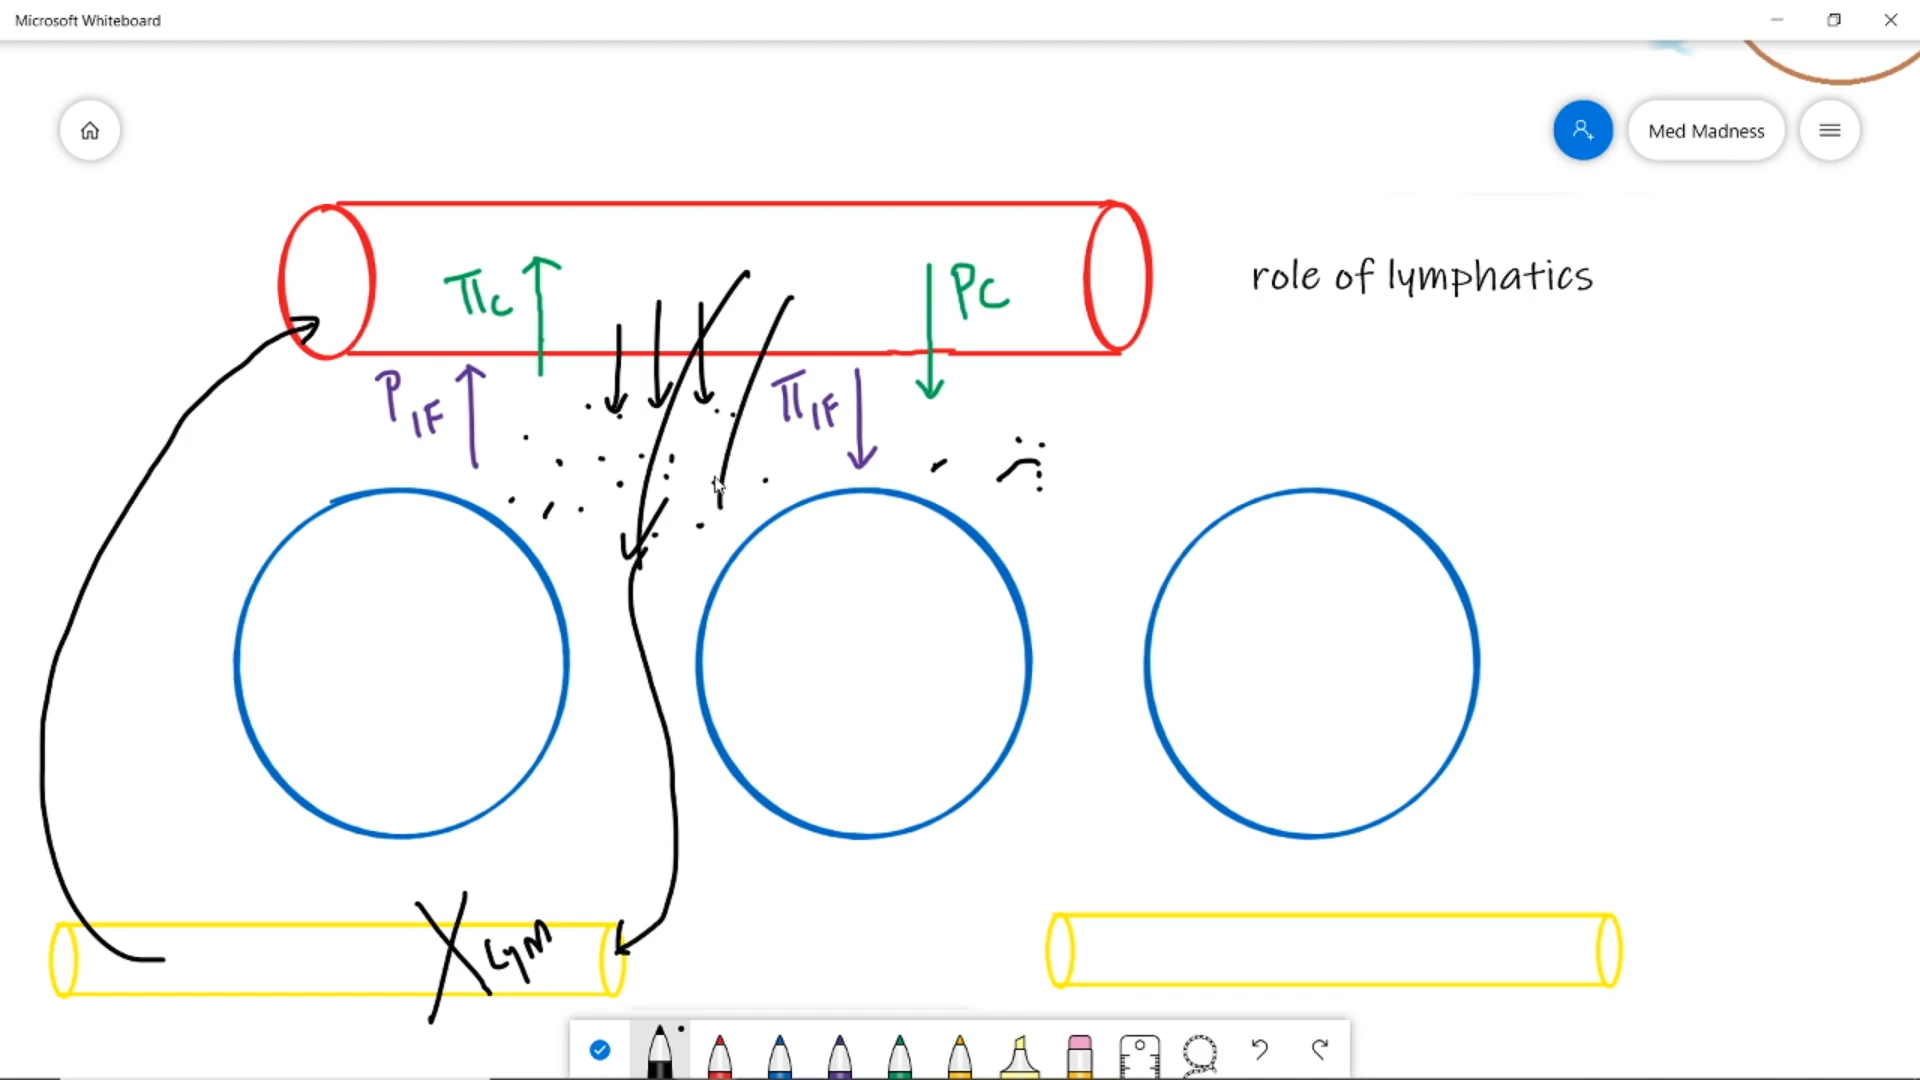 Microsoft Whiteboard
Med Madness
role of lymphatics
πc
PC
PIF
πIF
Lym